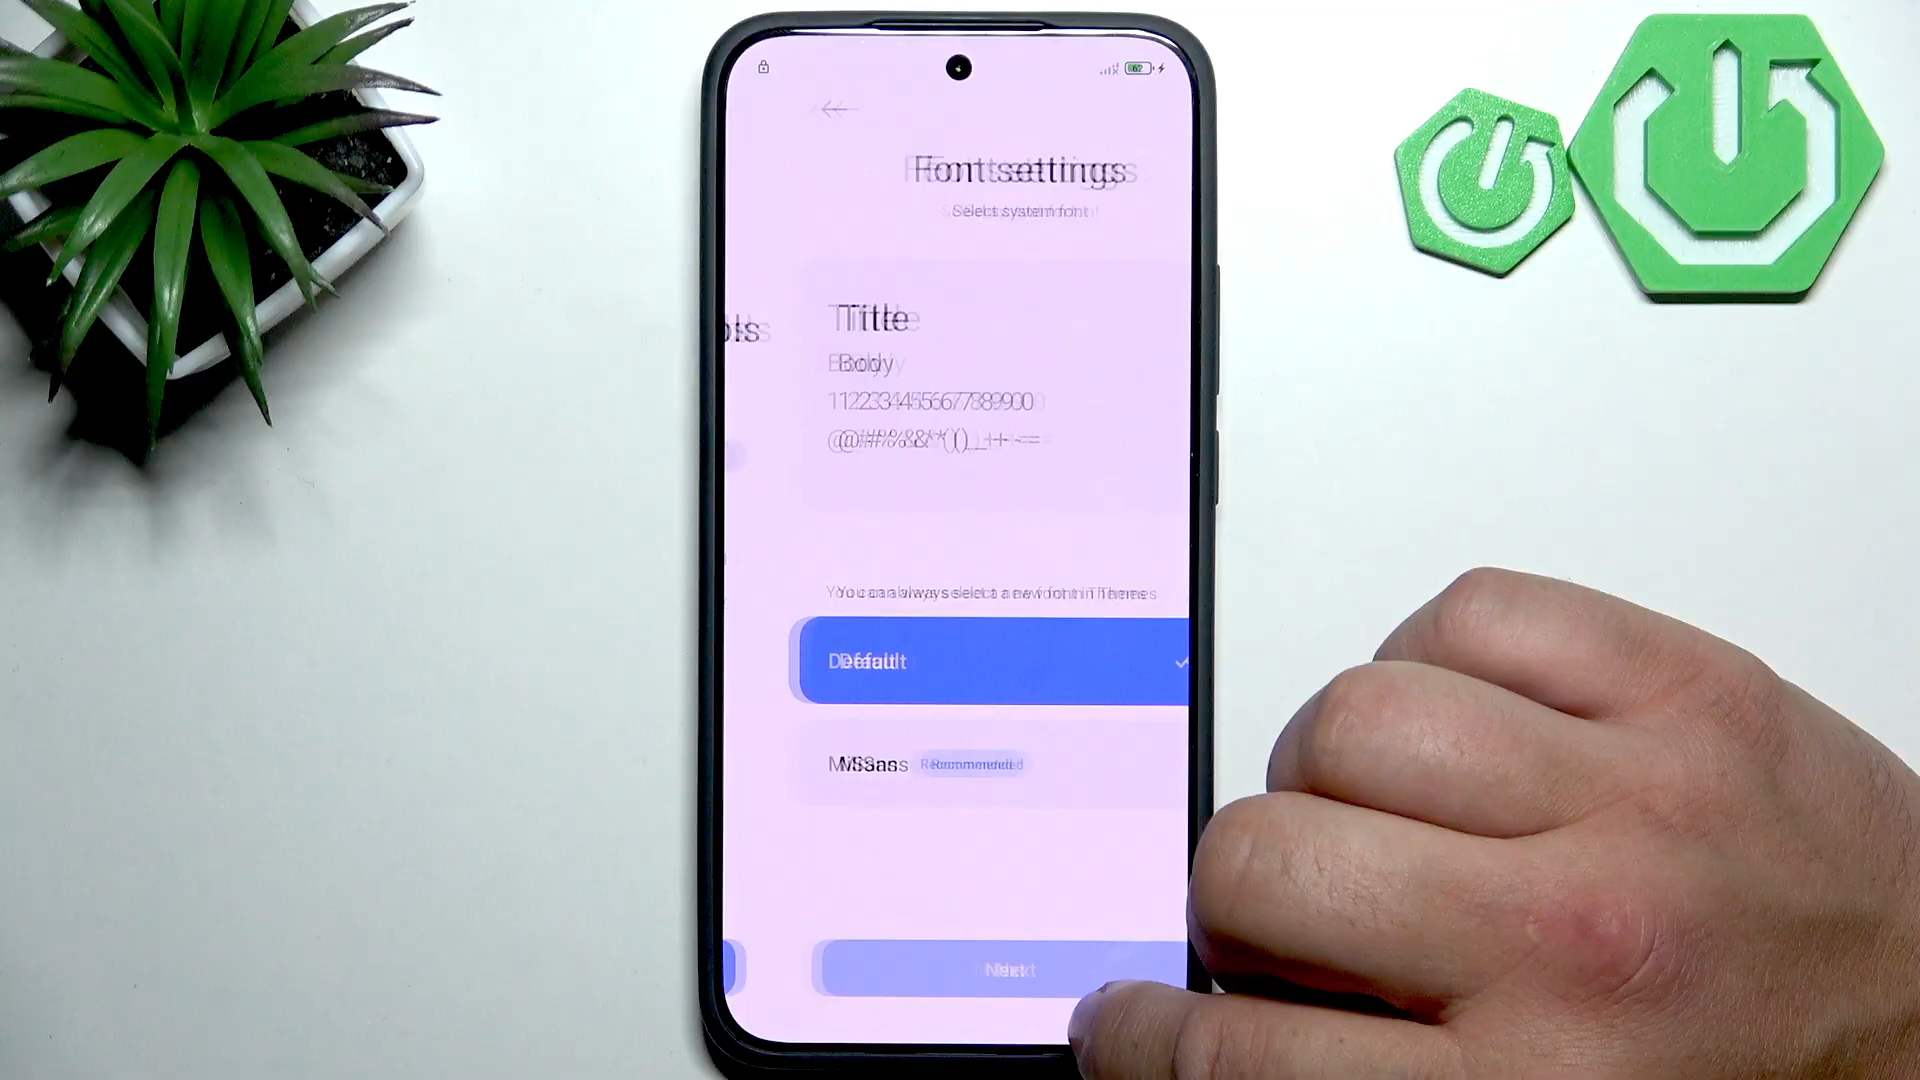 62
Font settings
Select system font
Title
Body
1234567890
@#%&*()_+-=
You can always select a new font in Themes
Default
MiSans Recommended
Next